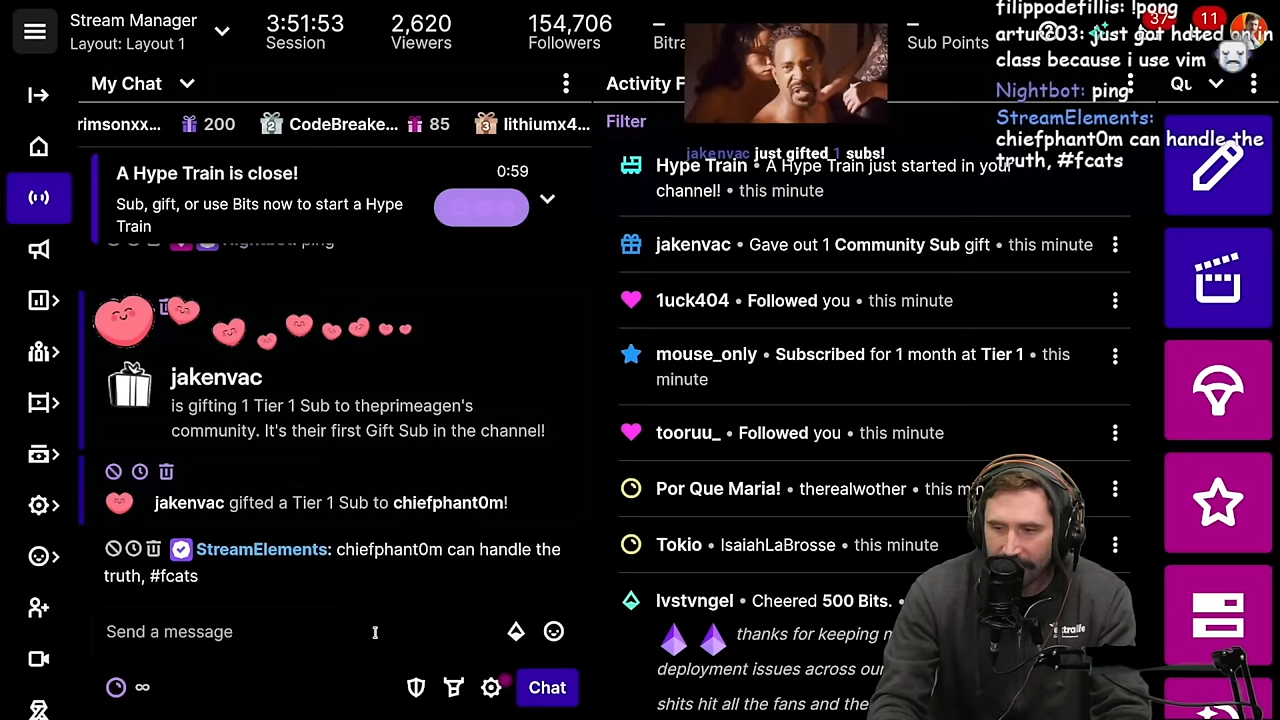 Stream Manager
Layout: Layout 1
3:51:53
Session
2,620
Viewers
154,706
Followers
–
–
Sub Points
filippodefillis: !pong
37
11
just got hated on in
class because i use vim
Nightbot: ping
StreamElements:
chiefphant0m can handle the
truth, #fcats
My Chat
rimsonxx...
200
2
CodeBreake...
85
3
lithiumx4...
A Hype Train is close!
0:59
Sub, gift, or use Bits now to start a Hype
Train
Nightbot: ping
jakenvac
is gifting 1 Tier 1 Sub to theprimeagen's
community. It's their first Gift Sub in the channel!
jakenvac gifted a Tier 1 Sub to chiefphant0m!
StreamElements: chiefphant0m can handle the
truth, #fcats
Send a message
∞
Chat
Activity F
Filter
jakenvac just gifted 1 subs!
Hype Train • A Hype Train just started in your
channel! • this minute
jakenvac • Gave out 1 Community Sub gift • this minute
1uck404 • Followed you • this minute
mouse_only • Subscribed for 1 month at Tier 1 • this
minute
tooruu_ • Followed you • this minute
Por Que Maria! • therealwother • this m
Tokio • IsaiahLaBrosse • this minute
lvstvngel • Cheered 500 Bits. •
thanks for keeping
deployment issues across our
shits hit all the fans and the